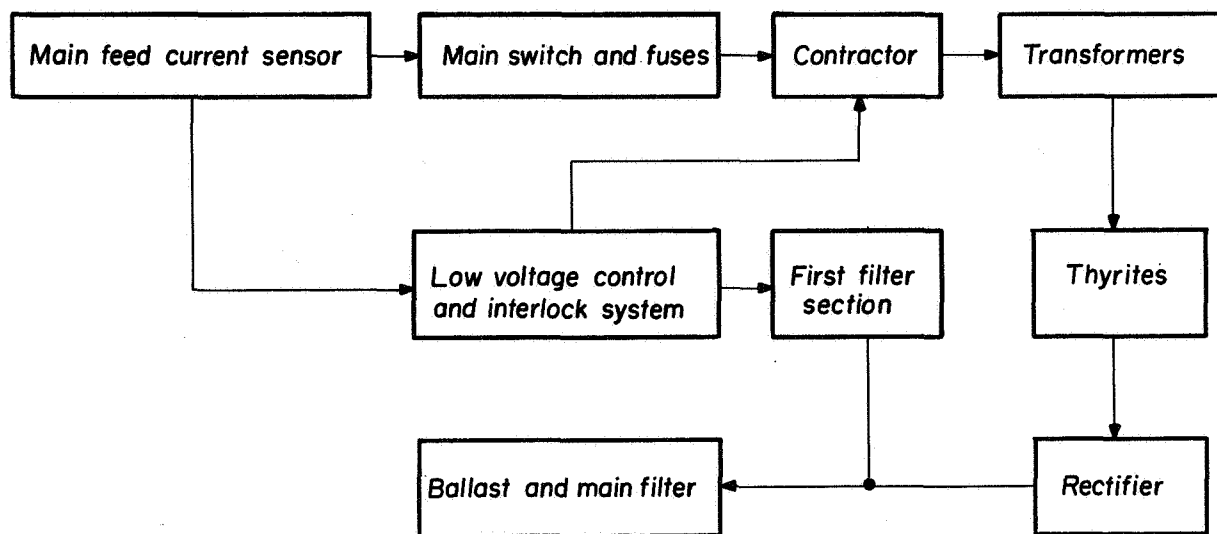 Main feed current sensor
Main switch and fuses
Contractor
Transformers
Low voltage control
and interlock system
First filter
section
Thyrites
Ballast and main filter
Rectifier